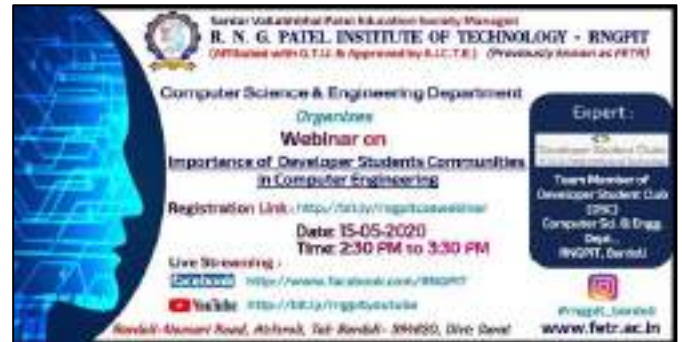 Sardar Vallabhbhai Patel Education Society Managed
R. N. G. PATEL INSTITUTE OF TECHNOLOGY - RNGPIT
(Affiliated with G.T.U. & Approved by A.I.C.T.E.) (Previously known as FETR)
Computer Science & Engineering Department
Organizes
Webinar on
Importance of Developer Students Communities
in Computer Engineering
Registration Link : http://bit.ly/rngpitcsewebinar
Date: 15-05-2020
Time: 2:30 PM to 3:30 PM
Live Streaming :
facebook http://www.facebook.com/RNGPIT
YouTube http://bit.ly/rngpityoutube
Expert :
Developer Student Clubs
Team Member of
Developer Student Club
(DSC)
Computer Sci. & Engg.
Dept.,
RNGPIT, Bardoli
#rngpit_bardoli
www.fetr.ac.in
Bardoli-Navsari Road, Tal: Bardoli- Dist: Surat